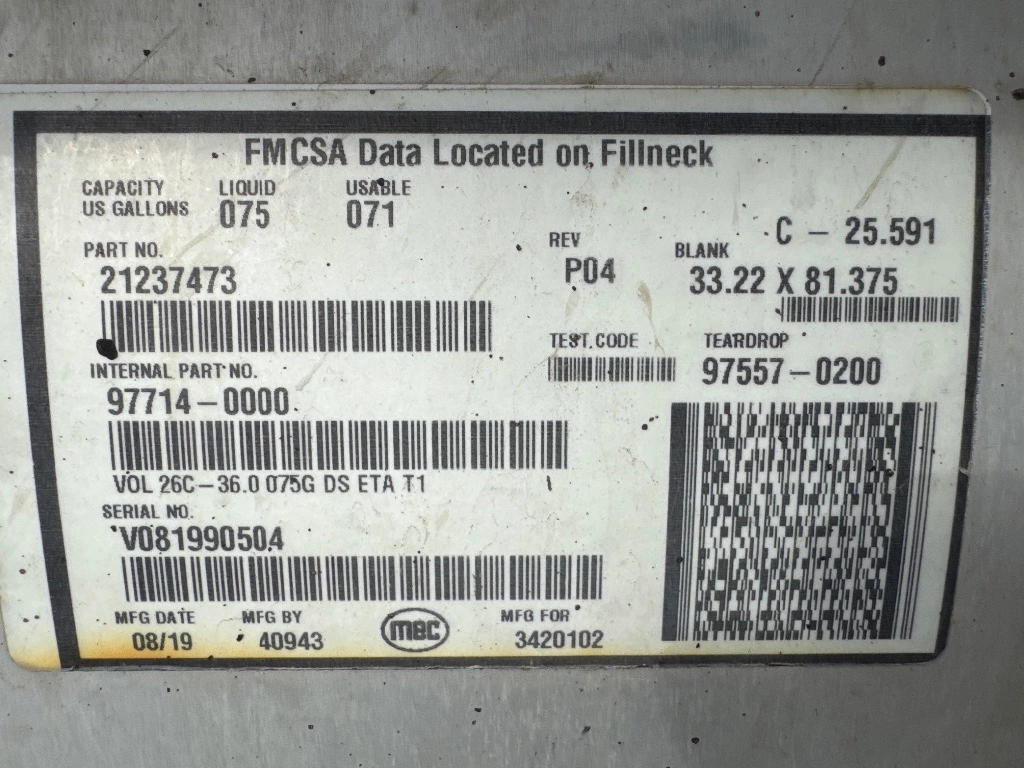 FMCSA Data Located on Fillneck
CAPACITY US GALLONS
LIQUID 075
USABLE 071
PART NO.
21237473
REV
P04
C - 25.591
BLANK
33.22 X 81.375
TEST CODE
TEARDROP
97557-0200
INTERNAL PART NO.
97714-0000
VOL 26C-36.0 075G DS ETA T1
SERIAL NO.
V081990504
MFG DATE
08/19
MFG BY
40943
MBC
MFG FOR
3420102